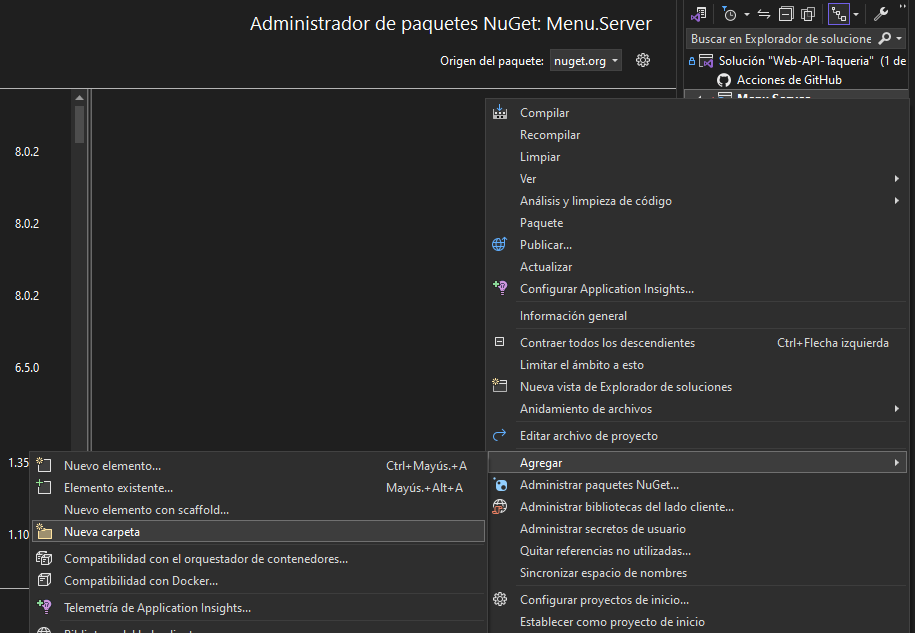 Administrador de paquetes NuGet: Menu.Server
Origen del paquete: nuget.org
Buscar en Explorador de solucione
Solución "Web-API-Taqueria" (1 de
Acciones de GitHub
Menu.Server
8.0.2
8.0.2
8.0.2
6.5.0
1.35
1.10
Compilar
Recompilar
Limpiar
Ver
Análisis y limpieza de código
Paquete
Publicar...
Actualizar
Configurar Application Insights...
Información general
Contraer todos los descendientes Ctrl+Flecha izquierda
Limitar el ámbito a esto
Nueva vista de Explorador de soluciones
Anidamiento de archivos
Editar archivo de proyecto
Agregar
Administrar paquetes NuGet...
Administrar bibliotecas del lado cliente...
Administrar secretos de usuario
Quitar referencias no utilizadas...
Sincronizar espacio de nombres
Configurar proyectos de inicio...
Establecer como proyecto de inicio
Nuevo elemento... Ctrl+Mayús.+A
Elemento existente... Mayús.+Alt+A
Nuevo elemento con scaffold...
Nueva carpeta
Compatibilidad con el orquestador de contenedores...
Compatibilidad con Docker...
Telemetría de Application Insights...